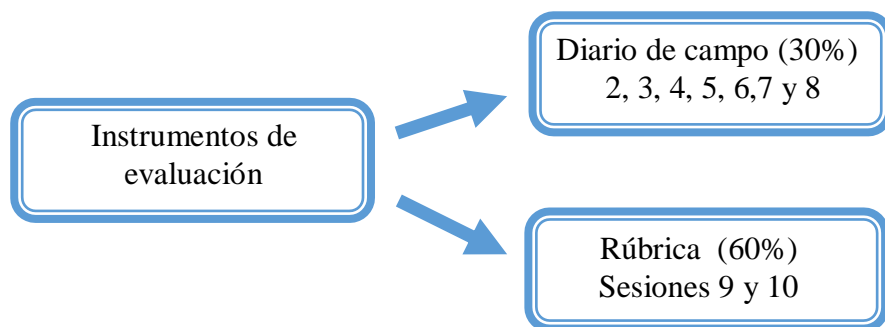 Diario de campo (30%)
2, 3, 4, 5, 6,7 y 8
Instrumentos de
evaluación
Rúbrica (60%)
Sesiones 9 y 10